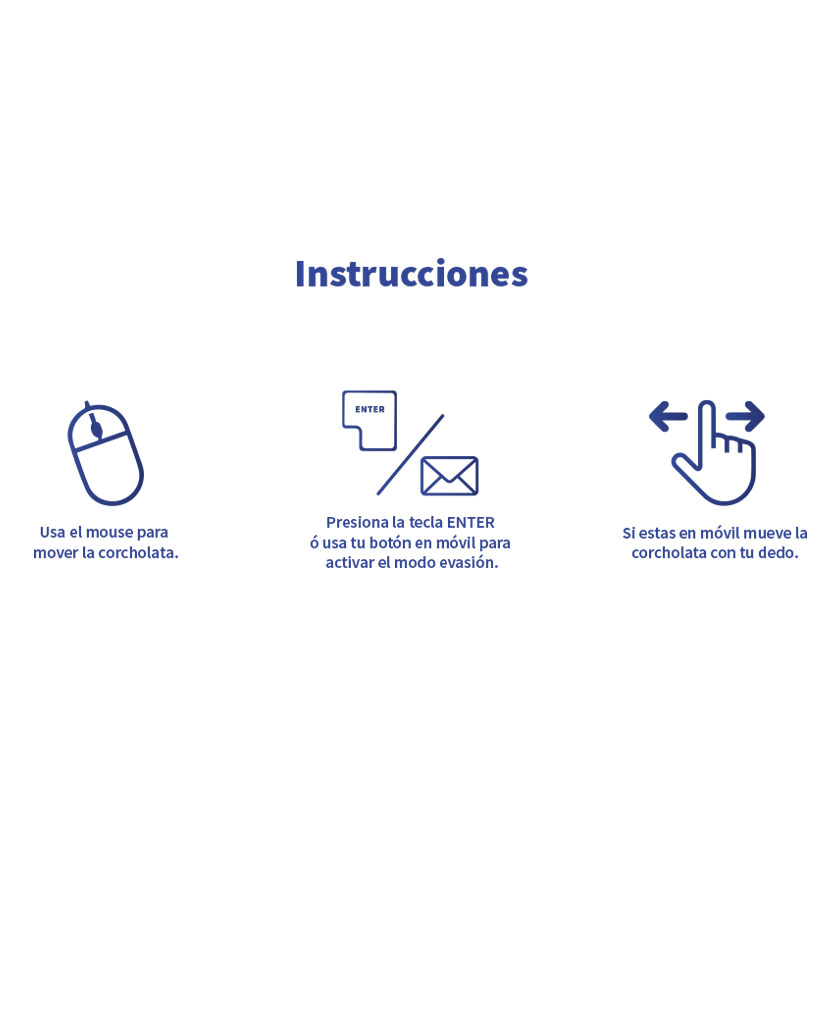 Instrucciones
ENTER
Usa el mouse para
mover la corcholata.
Presiona la tecla ENTER
ó usa tu botón en móvil para
activar el modo evasión.
Si estas en móvil mueve la
corcholata con tu dedo.